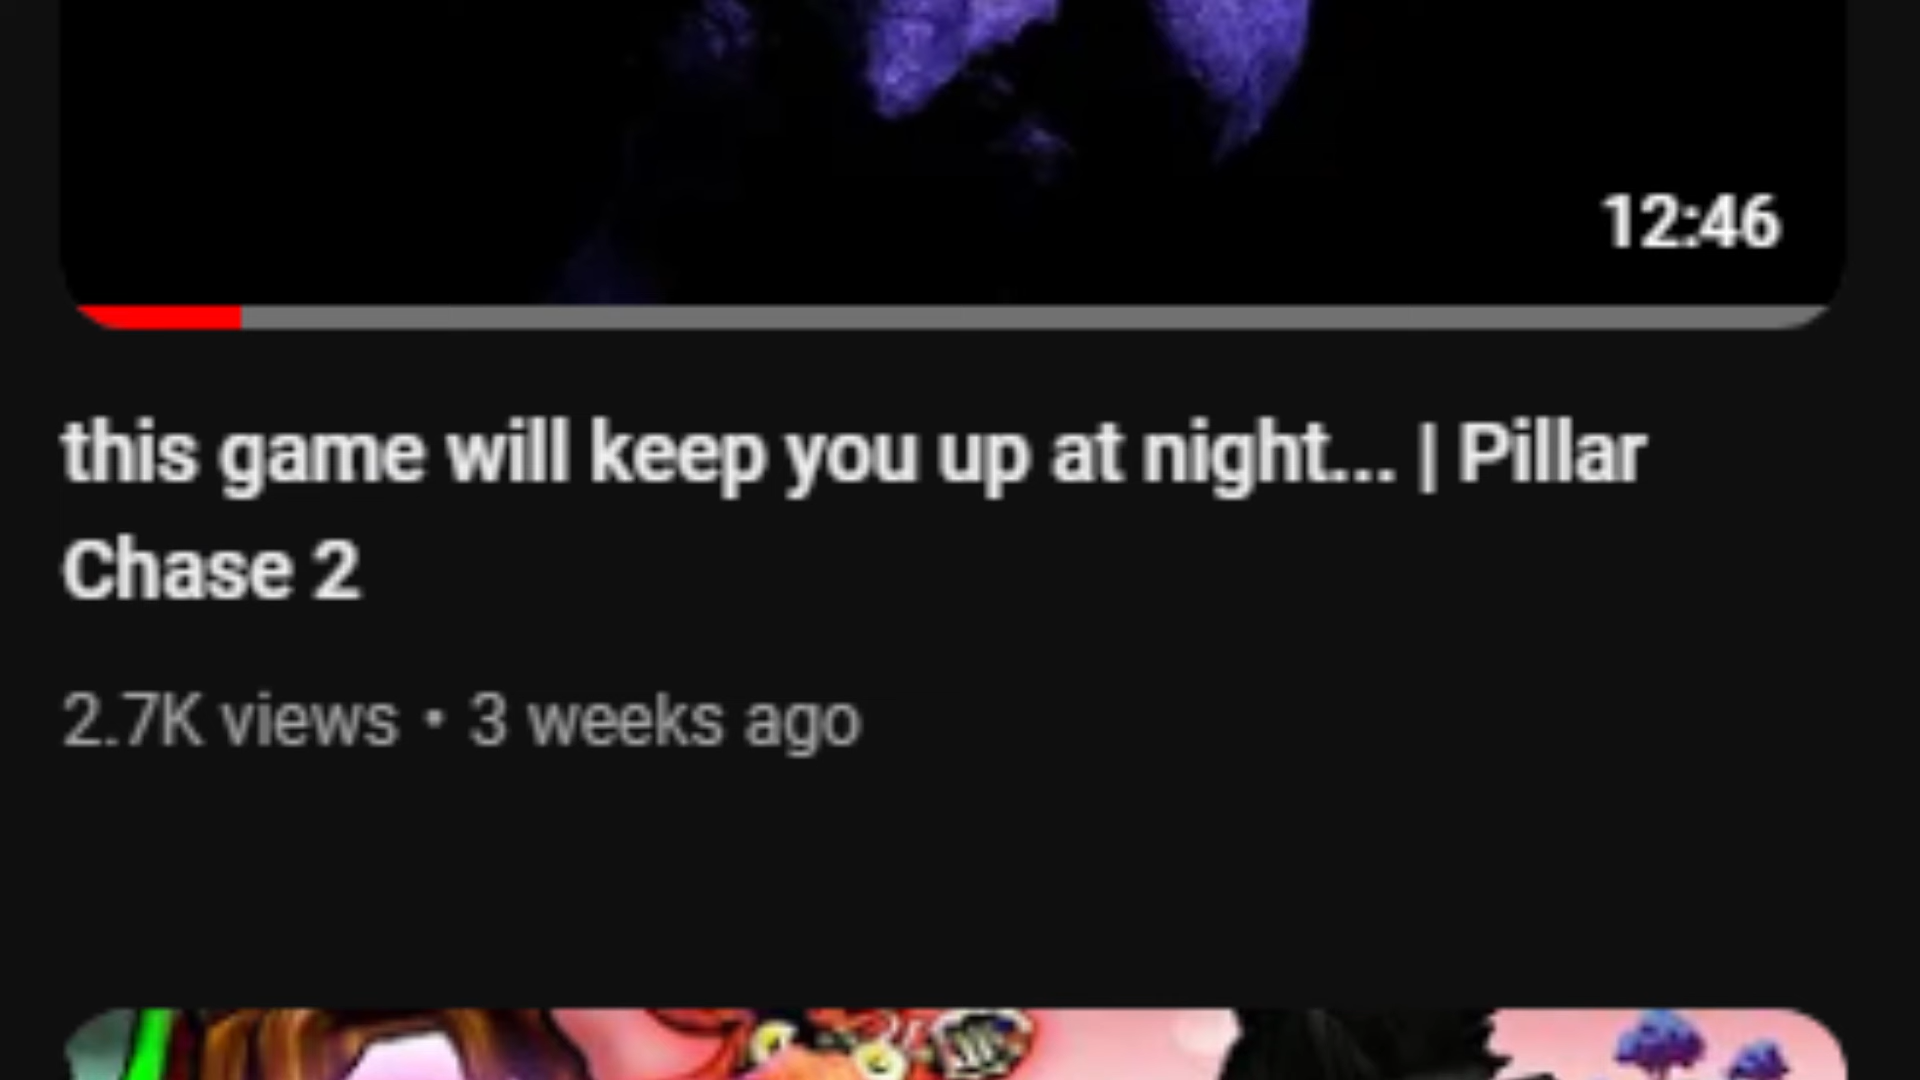 12:46
this game will keep you up at night... | Pillar
Chase 2
2.7K views • 3 weeks ago